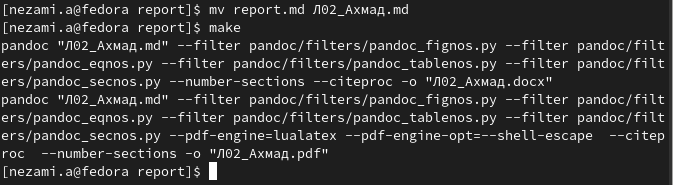 [nezami.a@fedora report]$ mv report.md Л02_Ахмад.md
[nezami.a@fedora report]$ make
pandoc "Л02_Ахмад.md" --filter pandoc/filters/pandoc_fignos.py --filter pandoc/filt
ers/pandoc_eqnos.py --filter pandoc/filters/pandoc_tablenos.py --filter pandoc/filt
ers/pandoc_secnos.py --number-sections --citeproc -o "Л02_Ахмад.docx"
pandoc "Л02_Ахмад.md" --filter pandoc/filters/pandoc_fignos.py --filter pandoc/filt
ers/pandoc_eqnos.py --filter pandoc/filters/pandoc_tablenos.py --filter pandoc/filt
ers/pandoc_secnos.py --pdf-engine=lualatex --pdf-engine-opt=--shell-escape  --citep
roc  --number-sections -o "Л02_Ахмад.pdf"
[nezami.a@fedora report]$